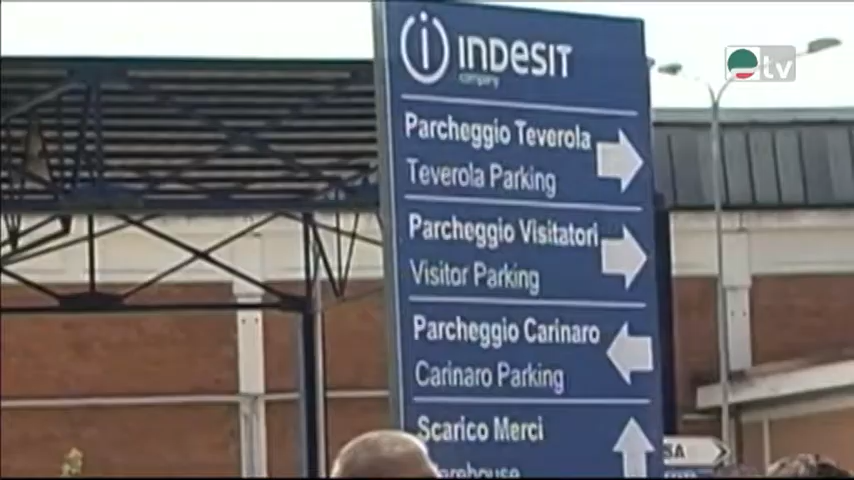 INDESIT
company
tv
Parcheggio Teverola
Teverola Parking
Parcheggio Visitatori
Visitor Parking
Parcheggio Carinaro
Carinaro Parking
Scarico Merci